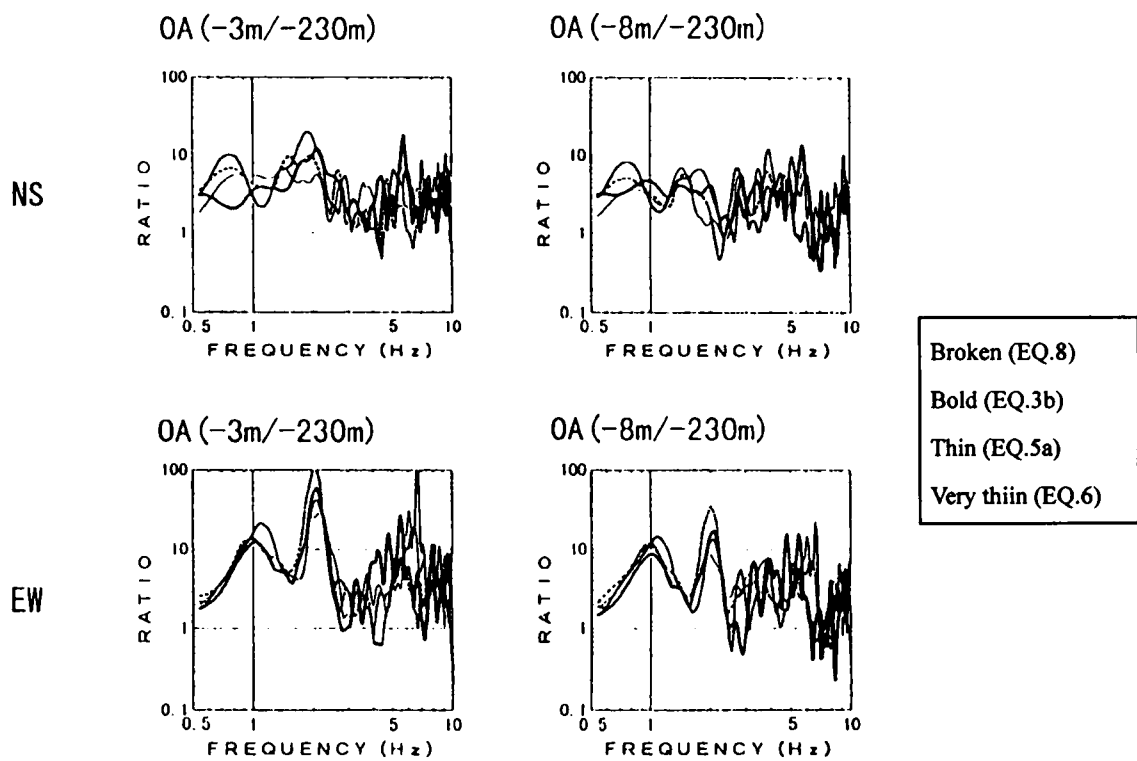 OA(-3m/-230m)
OA(-8m/-230m)
NS
RATIO
100
10
1
0.1
0.5
1
5
10
FREQUENCY (Hz)
RATIO
100
10
1
0.1
0.5
1
5
10
FREQUENCY (Hz)
Broken (EQ.8)
Bold (EQ.3b)
Thin (EQ.5a)
Very thiin (EQ.6)
OA(-3m/-230m)
OA(-8m/-230m)
EW
RATIO
100
10
1
0.1
0.5
1
5
10
FREQUENCY (Hz)
RATIO
100
10
1
0.1
0.5
1
5
10
FREQUENCY (Hz)